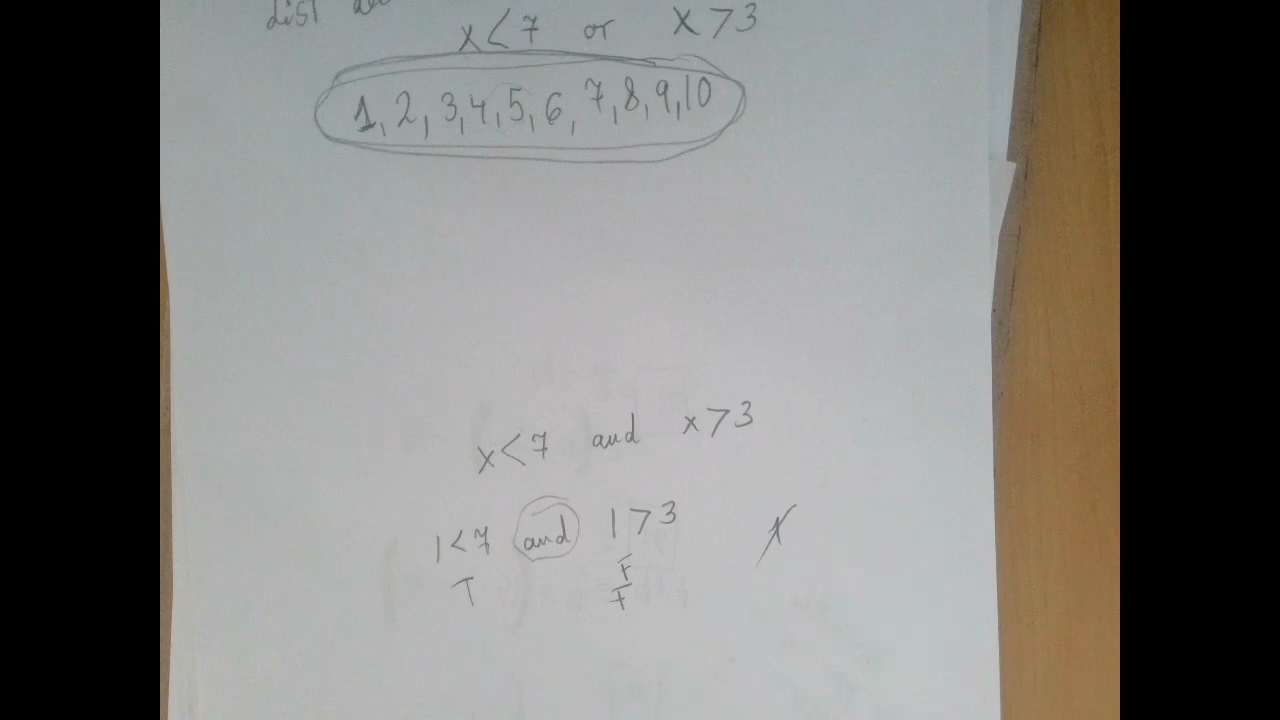 List
x < 7 or x > 3
1, 2, 3, 4, 5, 6, 7, 8, 9, 10
x < 7 and x > 3
1 < 7 and 1 > 3
T F